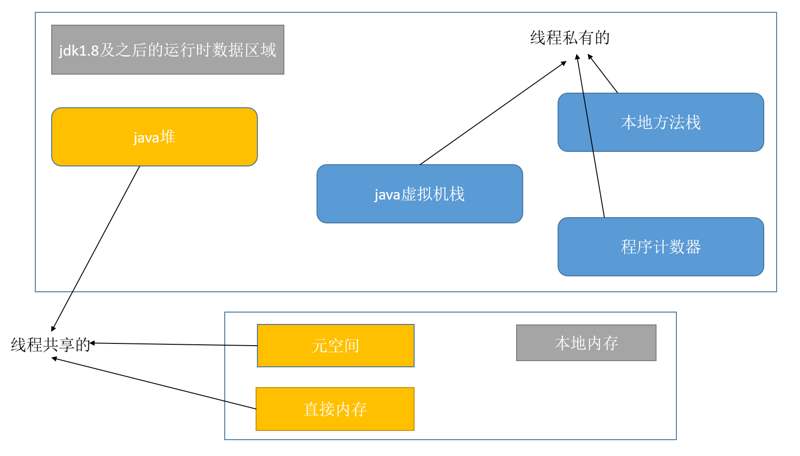 jdk1.8及之后的运行时数据区域
线程私有的
java堆
本地方法栈
java虚拟机栈
程序计数器
线程共享的
元空间
本地内存
直接内存